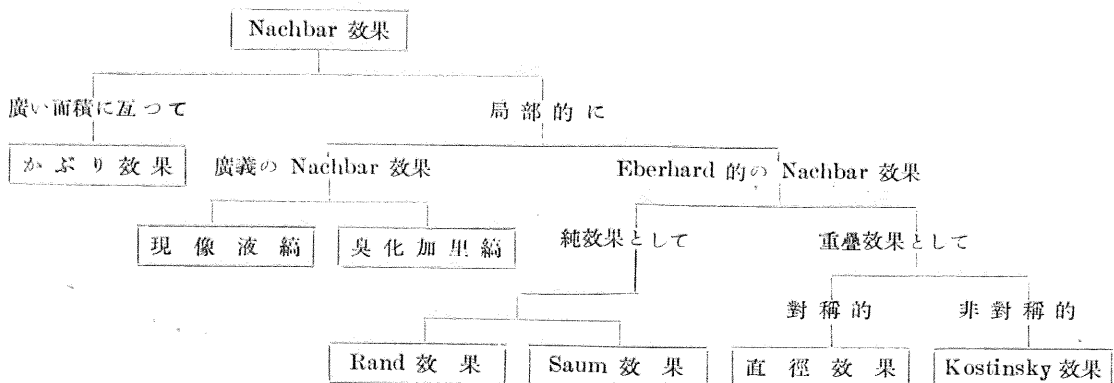 Nachbar 效果
廣い面積に亙つて
局部的に
かぶり效果
廣義の Nachbar 效果
Eberhard 的の Nachbar 效果
現像液縞
臭化加里縞
純效果として
重疊效果として
對稱的
非對稱的
Rand 效果
Saum 效果
直徑效果
Kostinsky 效果